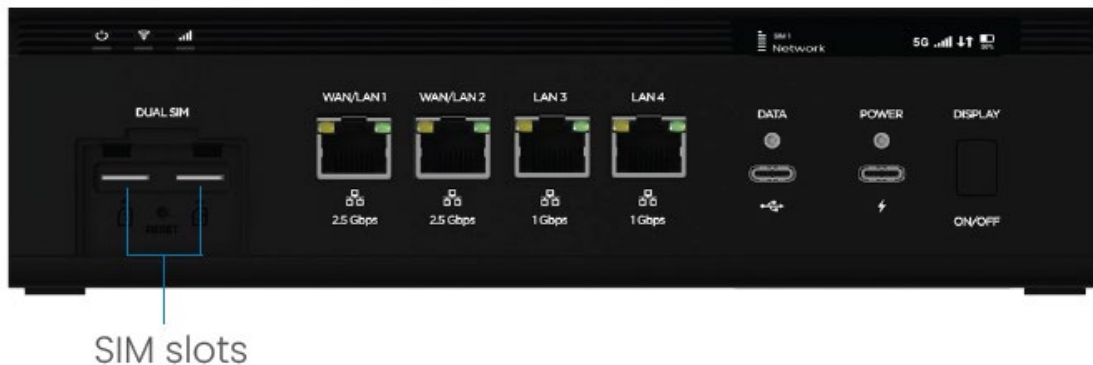 SIM 1
Network
5G
DUAL SIM
WAN/LAN 1
WAN/LAN 2
LAN 3
LAN 4
DATA
POWER
DISPLAY
RESET
2.5 Gbps
2.5 Gbps
1 Gbps
1 Gbps
ON/OFF
SIM slots